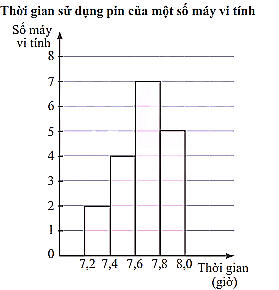 Thời gian sử dụng pin của một số máy vi tính
Số máy
vi tính
8
7
6
5
4
3
2
1
0
7,2 7,4 7,6 7,8 8,0 Thời gian
(giờ)